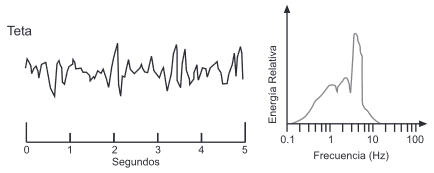 Teta
0 1 2 3 4 5
Segundos
Energía Relativa
0.1 1 10 100
Frecuencia (Hz)